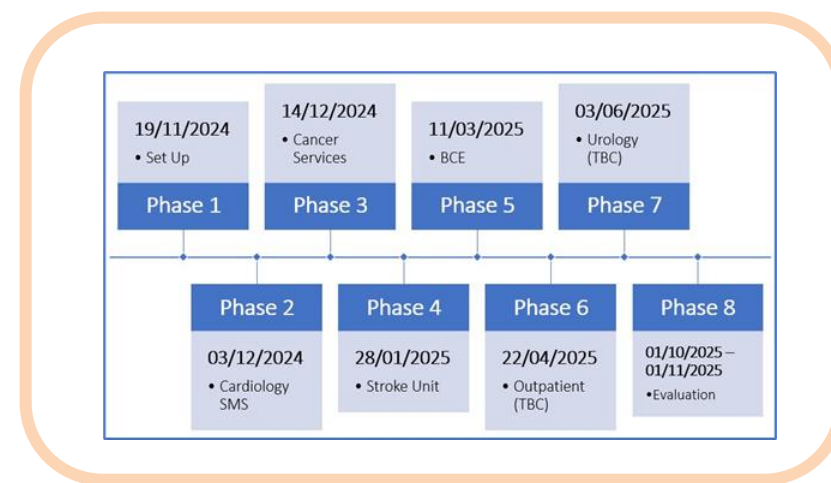 19/11/2024
• Set Up
Phase 1
14/12/2024
• Cancer
Services
Phase 3
11/03/2025
• BCE
Phase 5
03/06/2025
• Urology
(TBC)
Phase 7
Phase 2
03/12/2024
• Cardiology
SMS
Phase 4
28/01/2025
• Stroke Unit
Phase 6
22/04/2025
• Outpatient
(TBC)
Phase 8
01/10/2025 –
01/11/2025
•Evaluation